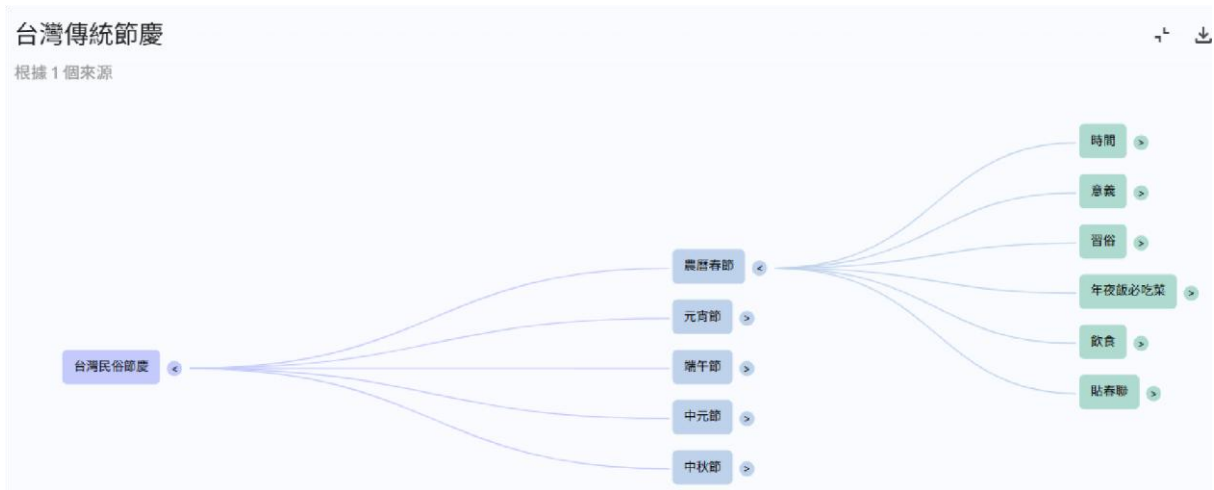 台灣傳統節慶
根據 1 個來源
台灣民俗節慶
農曆春節
元宵節
端午節
中元節
中秋節
時間
意義
習俗
年夜飯必吃菜
飲食
貼春聯